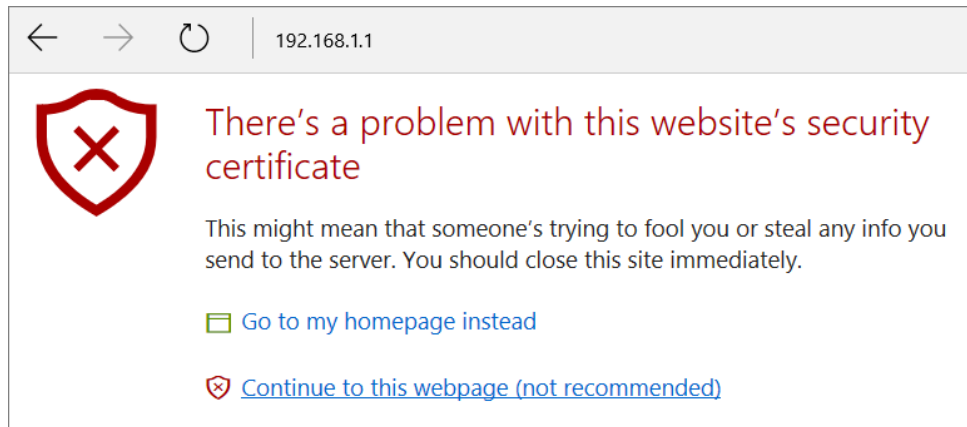 192.168.1.1
There's a problem with this website's security
certificate
This might mean that someone's trying to fool you or steal any info you
send to the server. You should close this site immediately.
Go to my homepage instead
Continue to this webpage (not recommended)